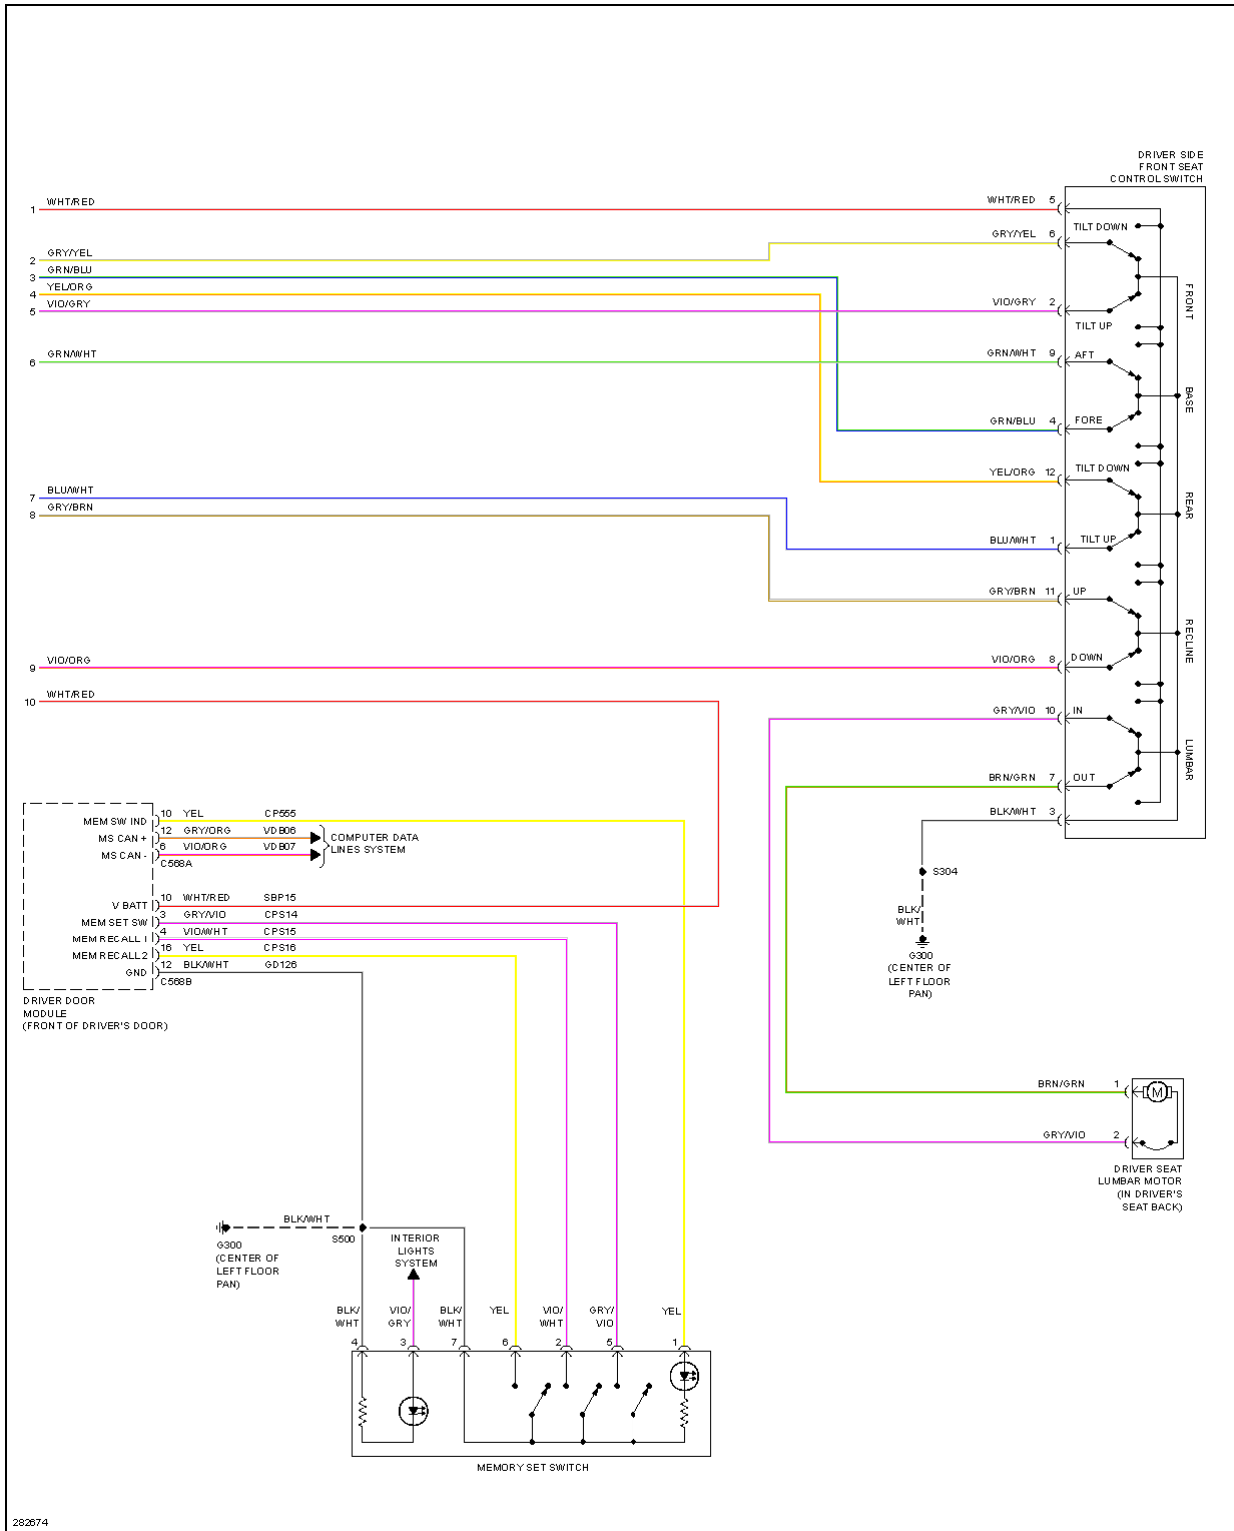 DRIVER SIDE
FRONT SEAT
CONTROL SWITCH
1 WHT/RED
WHT/RED 5
2 GRY/YEL
GRY/YEL 6 TILT DOWN
3 GRN/BLU
4 YEL/ORG
5 VIO/GRY
VIO/GRY 2
TILT UP
FRONT
6 GRN/WHT
GRN/WHT 9 AFT
BASE
GRN/BLU 4 FORE
YEL/ORG 12 TILT DOWN
REAR
7 BLU/WHT
8 GRY/BRN
BLU/WHT 1 TILT UP
GRY/BRN 11 UP
RECLINE
9 VIO/ORG
VIO/ORG 8 DOWN
10 WHT/RED
GRY/VIO 10 IN
LUMBAR
BRN/GRN 7 OUT
BLK/WHT 3
S304
BLK/
WHT
G300
(CENTER OF
LEFT FLOOR
PAN)
MEM SW IND 10 YEL CP555
MS CAN + 12 GRY/ORG VDB06
MS CAN - 6 VIO/ORG VDB07
C568A
COMPUTER DATA
LINES SYSTEM
V BATT 10 WHT/RED SBP15
MEM SET SW 3 GRY/VIO CPS14
MEM RECALL 1 4 VIO/WHT CPS15
MEM RECALL 2 16 YEL CPS16
GND 12 BLK/WHT GD126
C568B
DRIVER DOOR
MODULE
(FRONT OF DRIVER'S DOOR)
BRN/GRN 1
M
GRY/VIO 2
DRIVER SEAT
LUMBAR MOTOR
(IN DRIVER'S
SEAT BACK)
BLK/WHT
S500
G300
(CENTER OF
LEFT FLOOR
PAN)
INTERIOR
LIGHTS
SYSTEM
BLK/
WHT
4
VIO/
GRY
3
BLK/
WHT
7
YEL
6
VIO/
WHT
2
GRY/
VIO
5
YEL
1
MEMORY SET SWITCH
282674